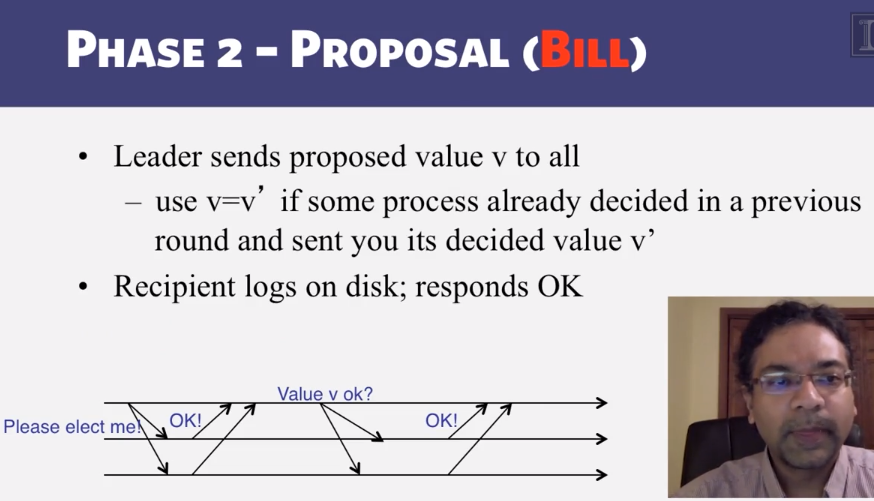 PHASE 2 – PROPOSAL (BILL)
• Leader sends proposed value v to all
– use v=v’ if some process already decided in a previous
round and sent you its decided value v’
• Recipient logs on disk; responds OK
Value v ok?
Please elect me!
OK!
OK!